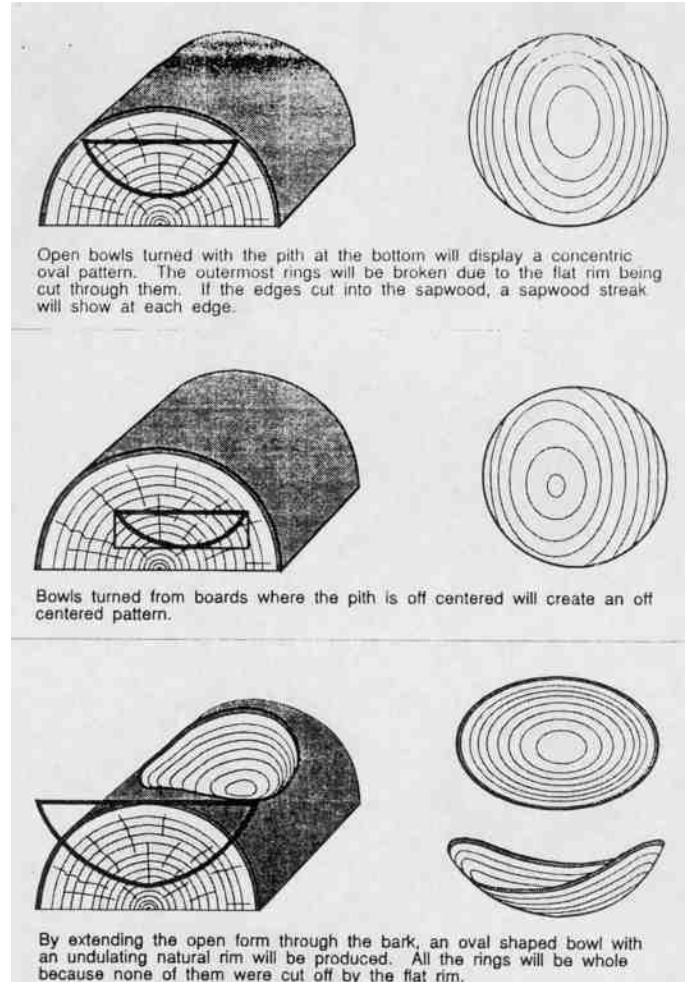 Open bowls turned with the pith at the bottom will display a concentric
oval pattern. The outermost rings will be broken due to the flat rim being
cut through them. If the edges cut into the sapwood, a sapwood streak
will show at each edge.
Bowls turned from boards where the pith is off centered will create an off
centered pattern.
By extending the open form through the bark, an oval shaped bowl with
an undulating natural rim will be produced. All the rings will be whole
because none of them were cut off by the flat rim.